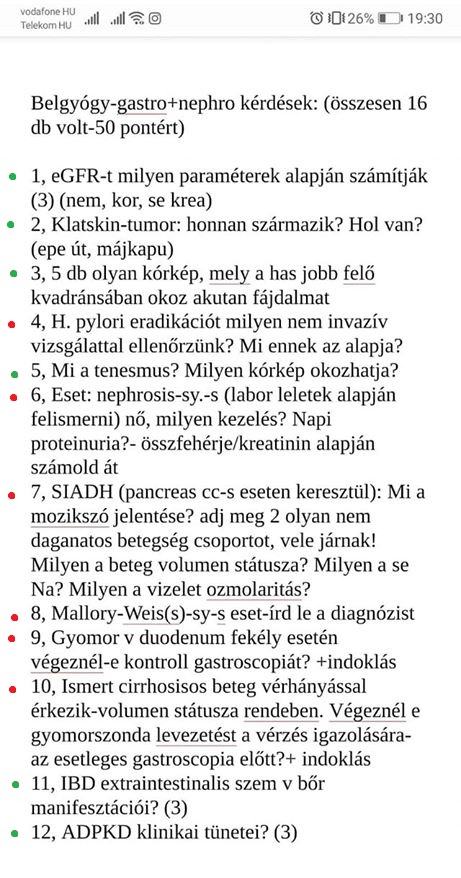 vodafone HU
Telekom HU
26%
19:30
Belgyógy-gastro+nephro kérdések: (összesen 16
db volt-50 pontért)
1, eGFR-t milyen paraméterek alapján számítják
(3) (nem, kor, se krea)
2, Klatskin-tumor: honnan származik? Hol van?
(epe út, májkapu)
3, 5 db olyan kórkép, mely a has jobb felő
kvadránsában okoz akutan fájdalmat
4, H. pylori eradikációt milyen nem invazív
vizsgálattal ellenőrzünk? Mi ennek az alapja?
5, Mi a tenesmus? Milyen kórkép okozhatja?
6, Eset: nephrosis-sy.-s (labor leletek alapján
felismerni) nő, milyen kezelés? Napi
proteinuria?- összfehérje/kreatinin alapján
számold át
7, SIADH (pancreas cc-s eseten keresztül): Mi a
mozikszó jelentése? adj meg 2 olyan nem
daganatos betegség csoportot, vele járnak!
Milyen a beteg volumen státusza? Milyen a se
Na? Milyen a vizelet ozmolaritás?
8, Mallory-Weis(s)-sy-s eset-írd le a diagnózist
9, Gyomor v duodenum fekély esetén
végeznél-e kontroll gastroscopiát? +indoklás
10, Ismert cirrhosisos beteg vérhányással
érkezik-volumen státusza rendeben. Végeznél e
gyomorszonda levezetést a vérzés igazolására-
az esetleges gastroscopia előtt?+ indoklás
11, IBD extraintestinalis szem v bőr
manifesztációi? (3)
12, ADPKD klinikai tünetei? (3)